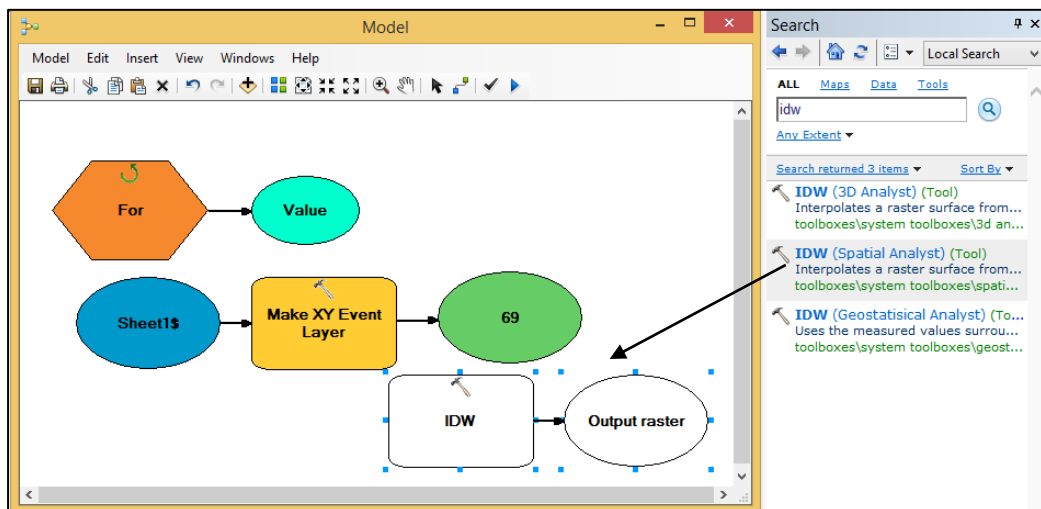 Model
Model Edit Insert View Windows Help
For
Value
Sheet1$
Make XY Event
Layer
69
IDW
Output raster
Search
Local Search
ALL Maps Data Tools
idw
Any Extent
Search returned 3 items Sort By
IDW (3D Analyst) (Tool)
Interpolates a raster surface from...
toolboxes\system toolboxes\3d an...
IDW (Spatial Analyst) (Tool)
Interpolates a raster surface from...
toolboxes\system toolboxes\spati...
IDW (Geostatisical Analyst) (To...
Uses the measured values surrou...
toolboxes\system toolboxes\geost...